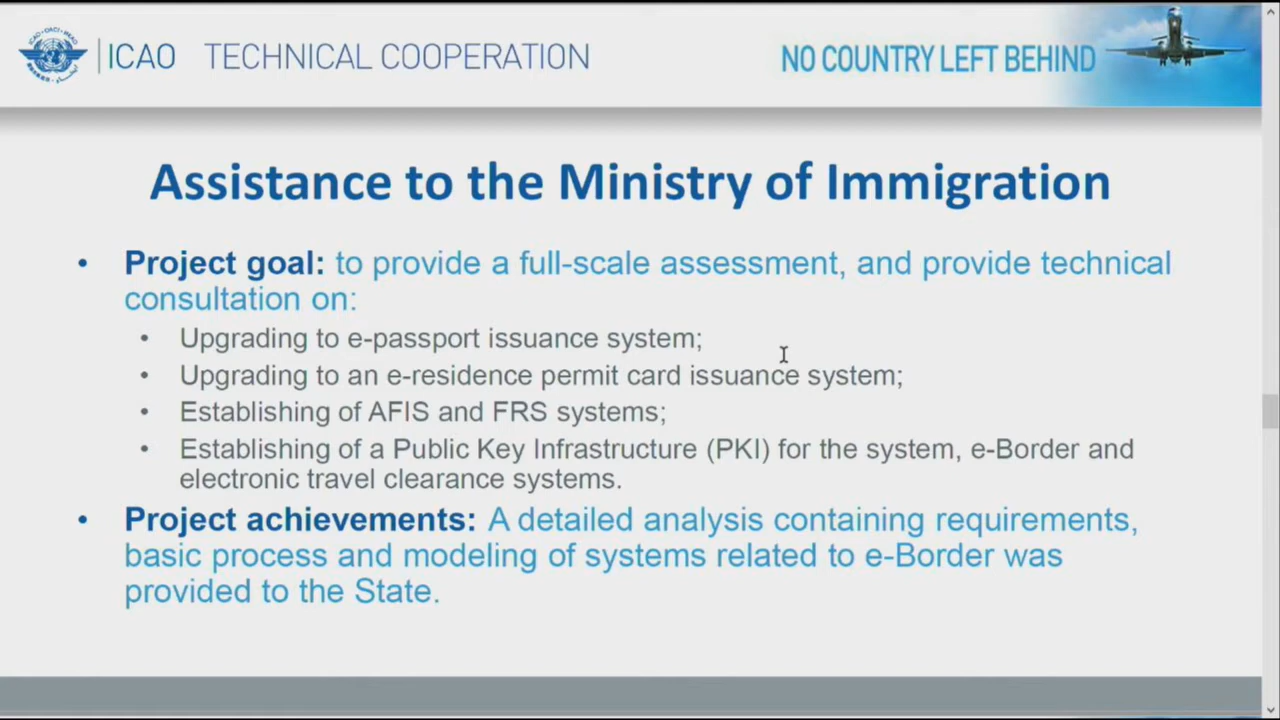 ICAO TECHNICAL COOPERATION
NO COUNTRY LEFT BEHIND
Assistance to the Ministry of Immigration
• Project goal: to provide a full-scale assessment, and provide technical
consultation on:
• Upgrading to e-passport issuance system;
• Upgrading to an e-residence permit card issuance system;
• Establishing of AFIS and FRS systems;
• Establishing of a Public Key Infrastructure (PKI) for the system, e-Border and
electronic travel clearance systems.
• Project achievements: A detailed analysis containing requirements,
basic process and modeling of systems related to e-Border was
provided to the State.